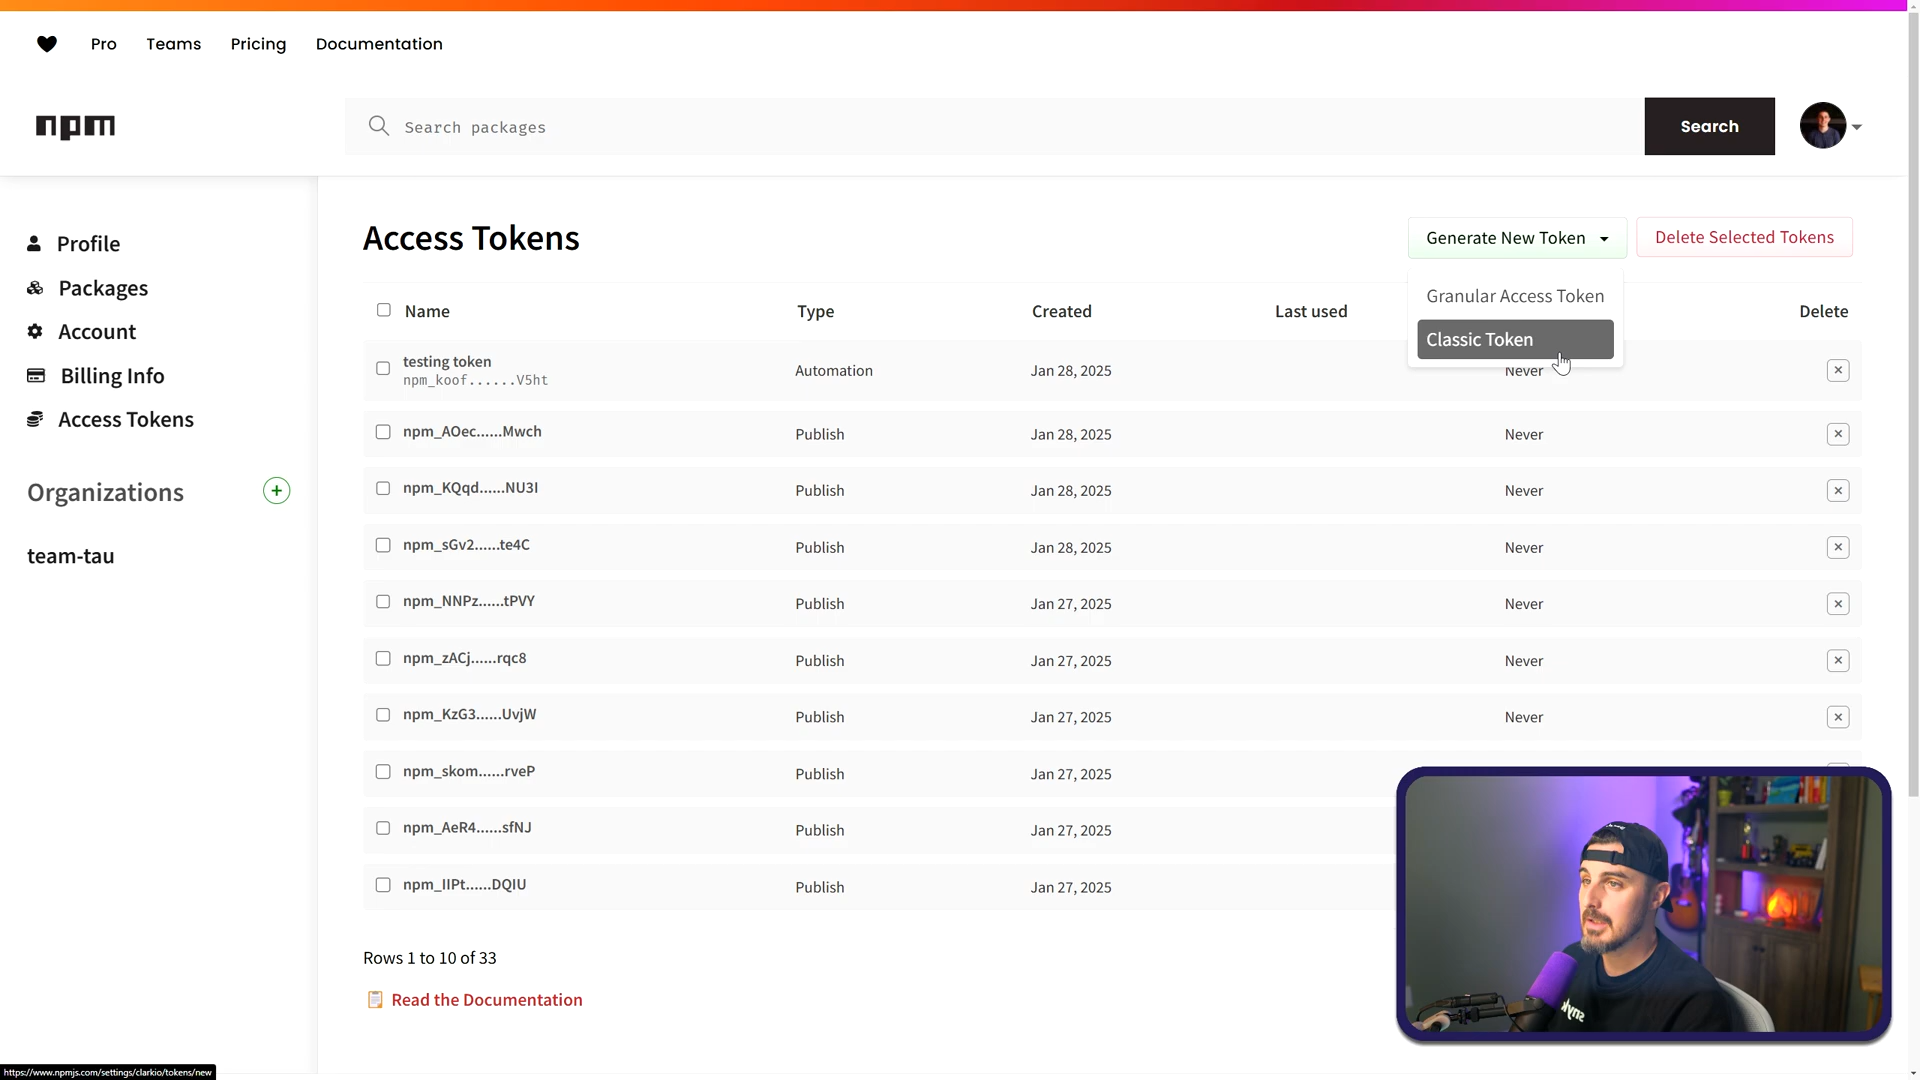 Pro Teams Pricing Documentation
npm
Search packages
Search
Profile
Packages
Account
Billing Info
Access Tokens
Organizations
team-tau
Access Tokens
Generate New Token
Delete Selected Tokens
Granular Access Token
Classic Token
Name Type Created Last used Delete
testing token
npm_koof......V5ht Automation Jan 28, 2025 Never
npm_AOec......Mwch Publish Jan 28, 2025 Never
npm_KQqd......NU3I Publish Jan 28, 2025 Never
npm_sGv2......te4C Publish Jan 28, 2025 Never
npm_NNPz......tPVY Publish Jan 27, 2025 Never
npm_zACj......rqc8 Publish Jan 27, 2025 Never
npm_KzG3......UvjW Publish Jan 27, 2025 Never
npm_skom......rveP Publish Jan 27, 2025
npm_AeR4......sfNJ Publish Jan 27, 2025
npm_IIPt......DQIU Publish Jan 27, 2025
Rows 1 to 10 of 33
Read the Documentation
snyk
https://www.npmjs.com/settings/clarkio/tokens/new